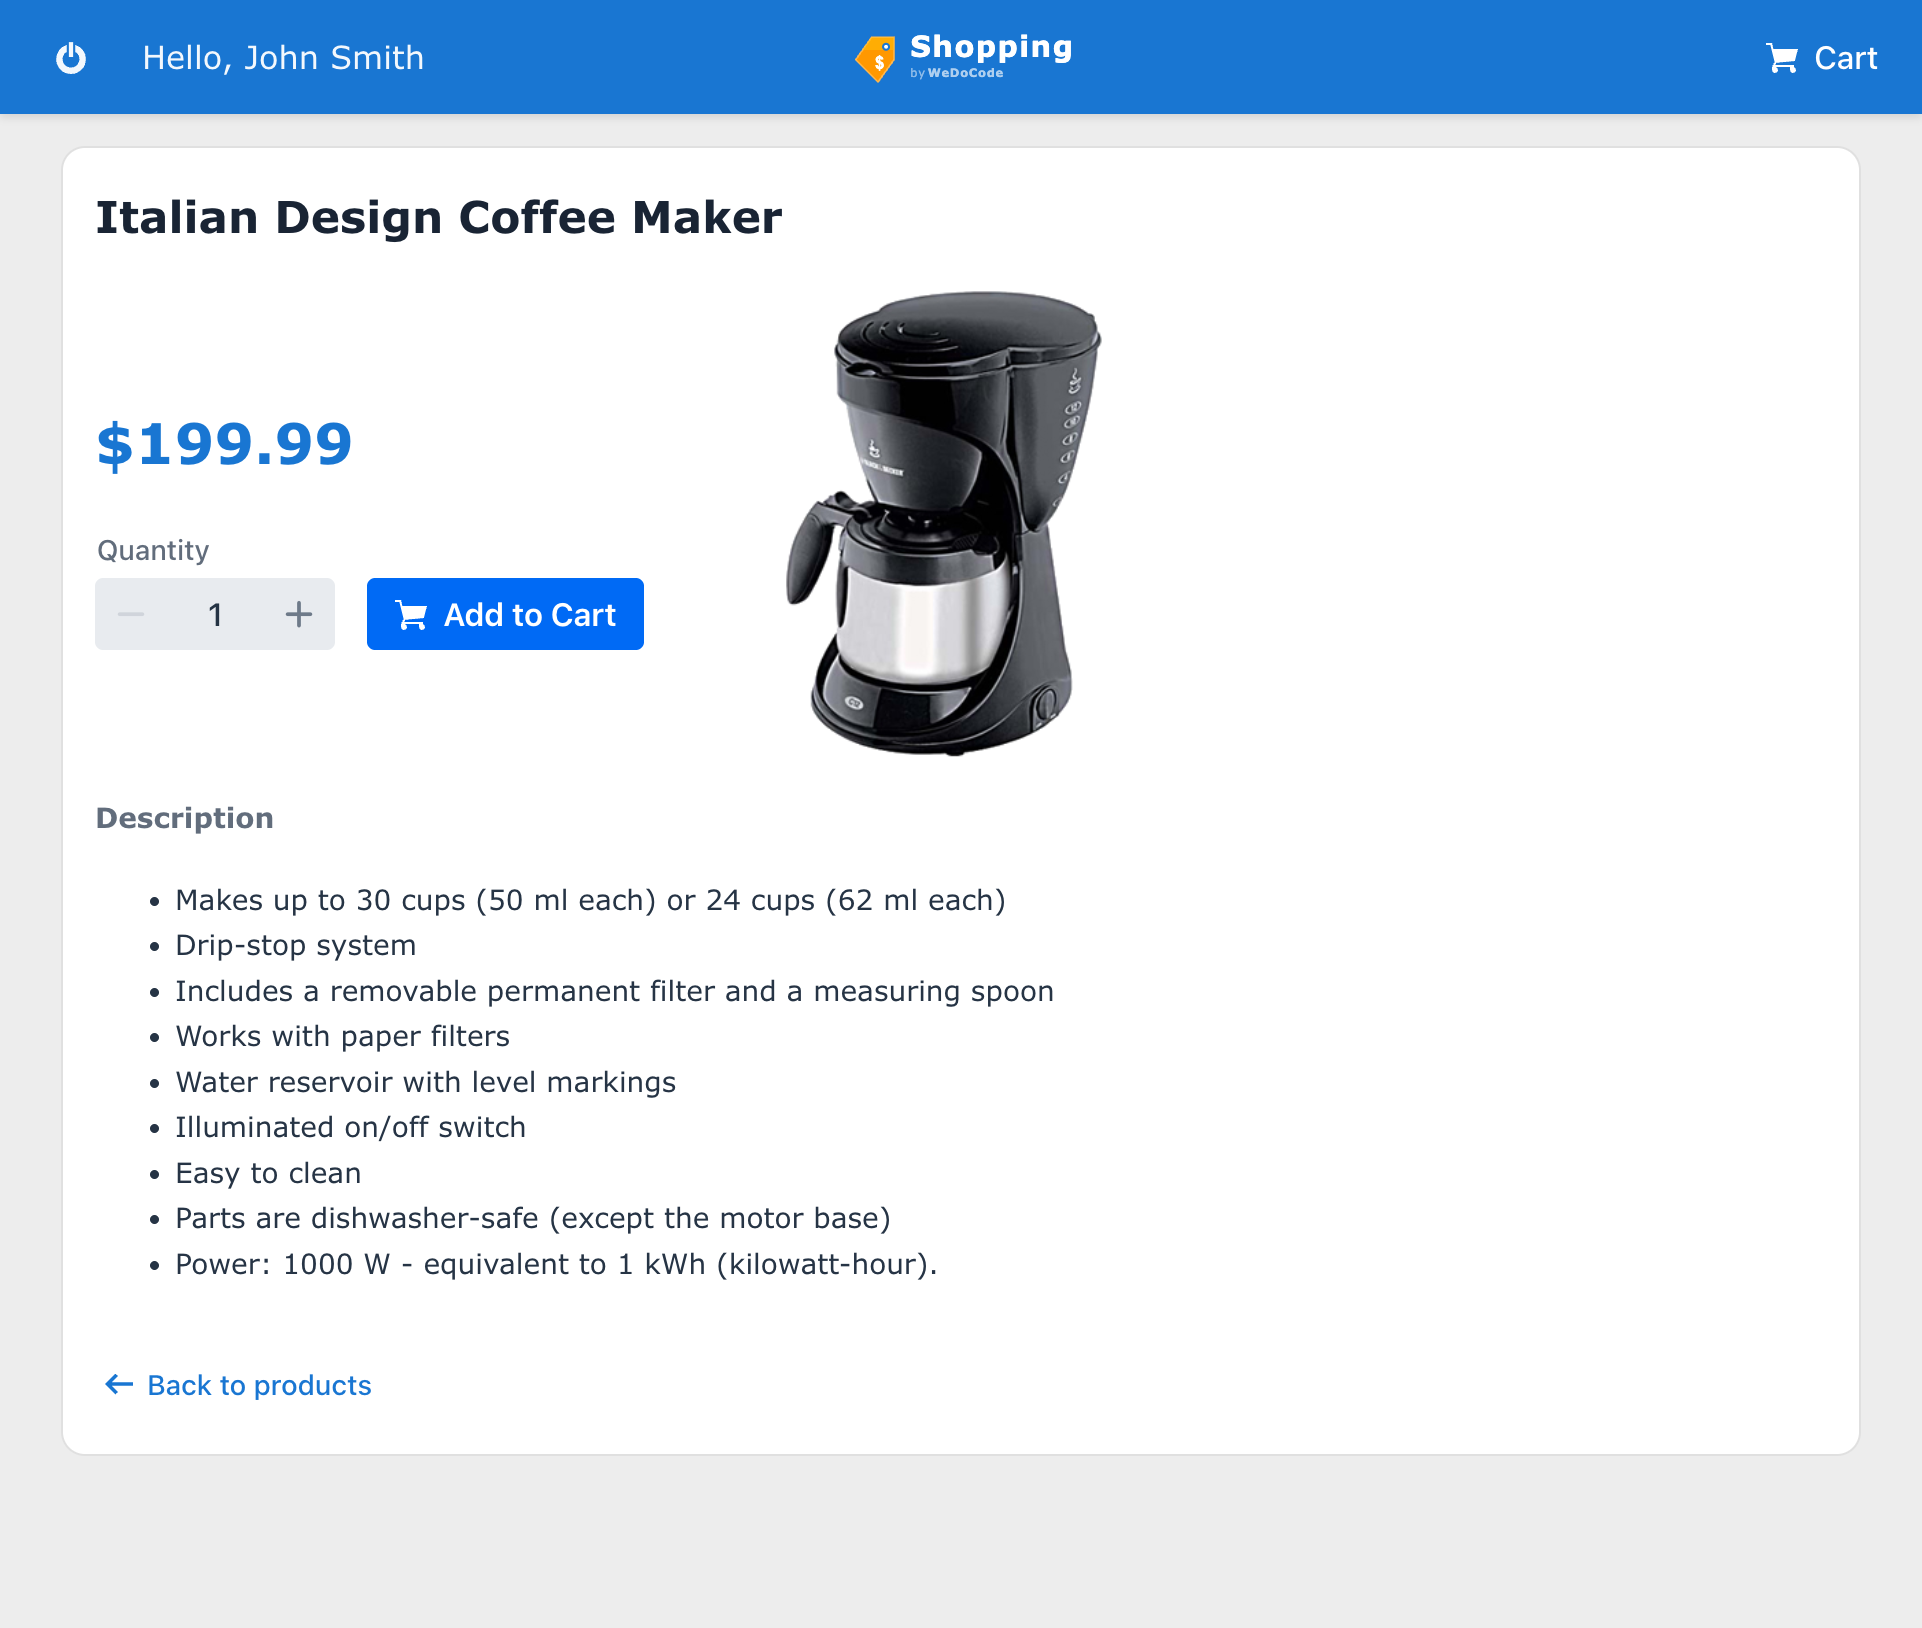 Hello, John Smith
Shopping
by WeDoCode
Cart
Italian Design Coffee Maker
$199.99
Quantity
1
Add to Cart
Description
Makes up to 30 cups (50 ml each) or 24 cups (62 ml each)
Drip-stop system
Includes a removable permanent filter and a measuring spoon
Works with paper filters
Water reservoir with level markings
Illuminated on/off switch
Easy to clean
Parts are dishwasher-safe (except the motor base)
Power: 1000 W - equivalent to 1 kWh (kilowatt-hour).
Back to products